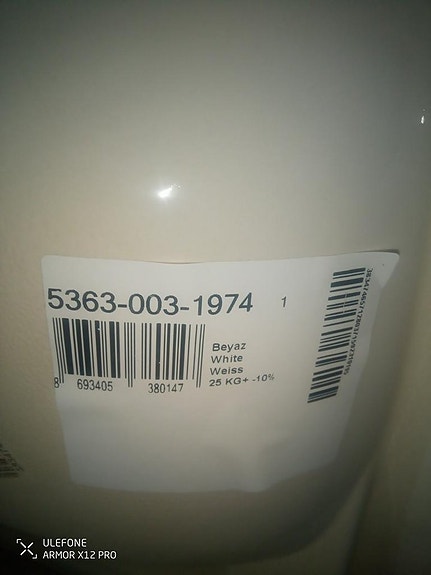 5363-003-1974 1
Beyaz
White
Weiss
25 KG+ -10%
8 693405 380147
ULEFONE
ARMOR X12 PRO